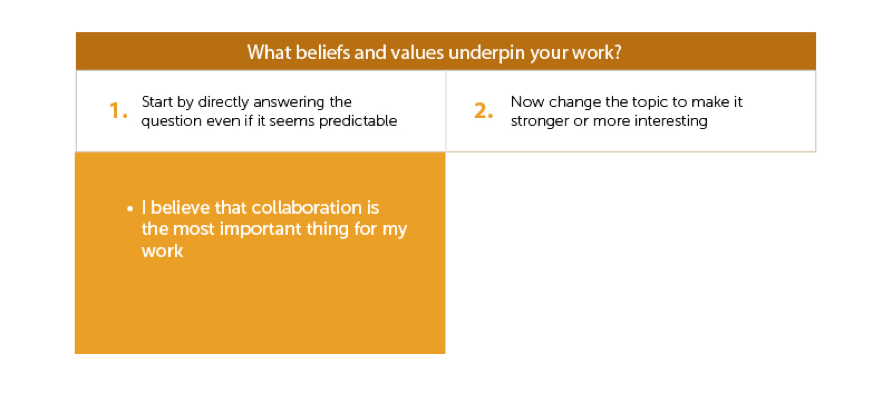 What beliefs and values underpin your work?
1. Start by directly answering the
question even if it seems predictable
2. Now change the topic to make it
stronger or more interesting
• I believe that collaboration is
the most important thing for my
work